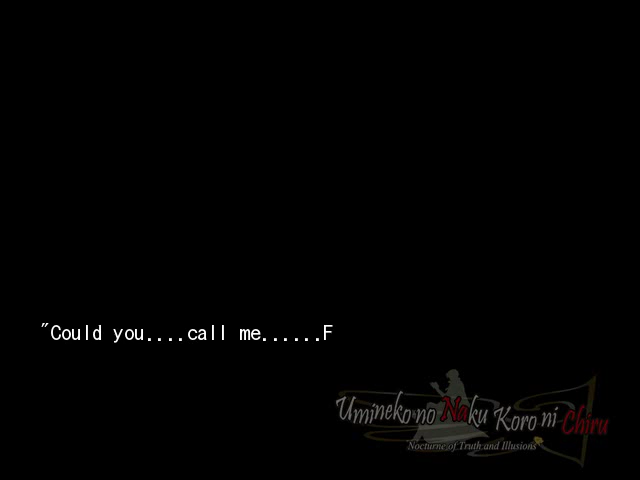 "Could you....call me......F
Umineko no Naku Koro ni Chiru
Nocturne of Truth and Illusions